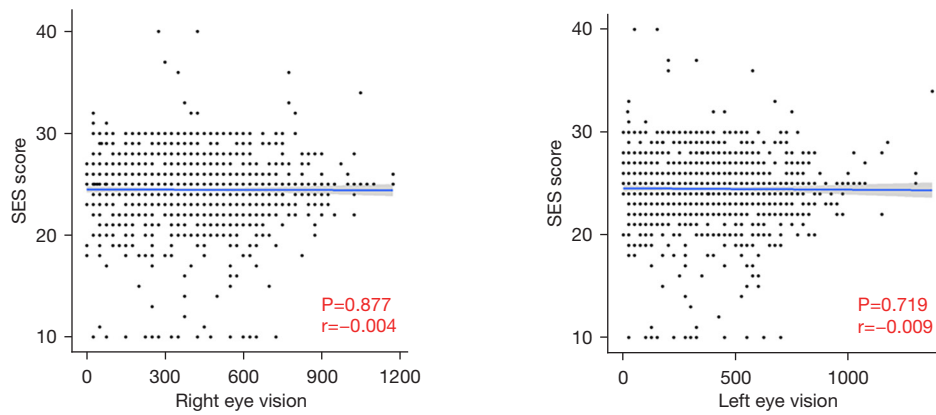 40
30
20
10
SES score
P=0.877
r=−0.004
0 300 600 900 1200
Right eye vision
40
30
20
10
SES score
P=0.719
r=−0.009
0 500 1000
Left eye vision